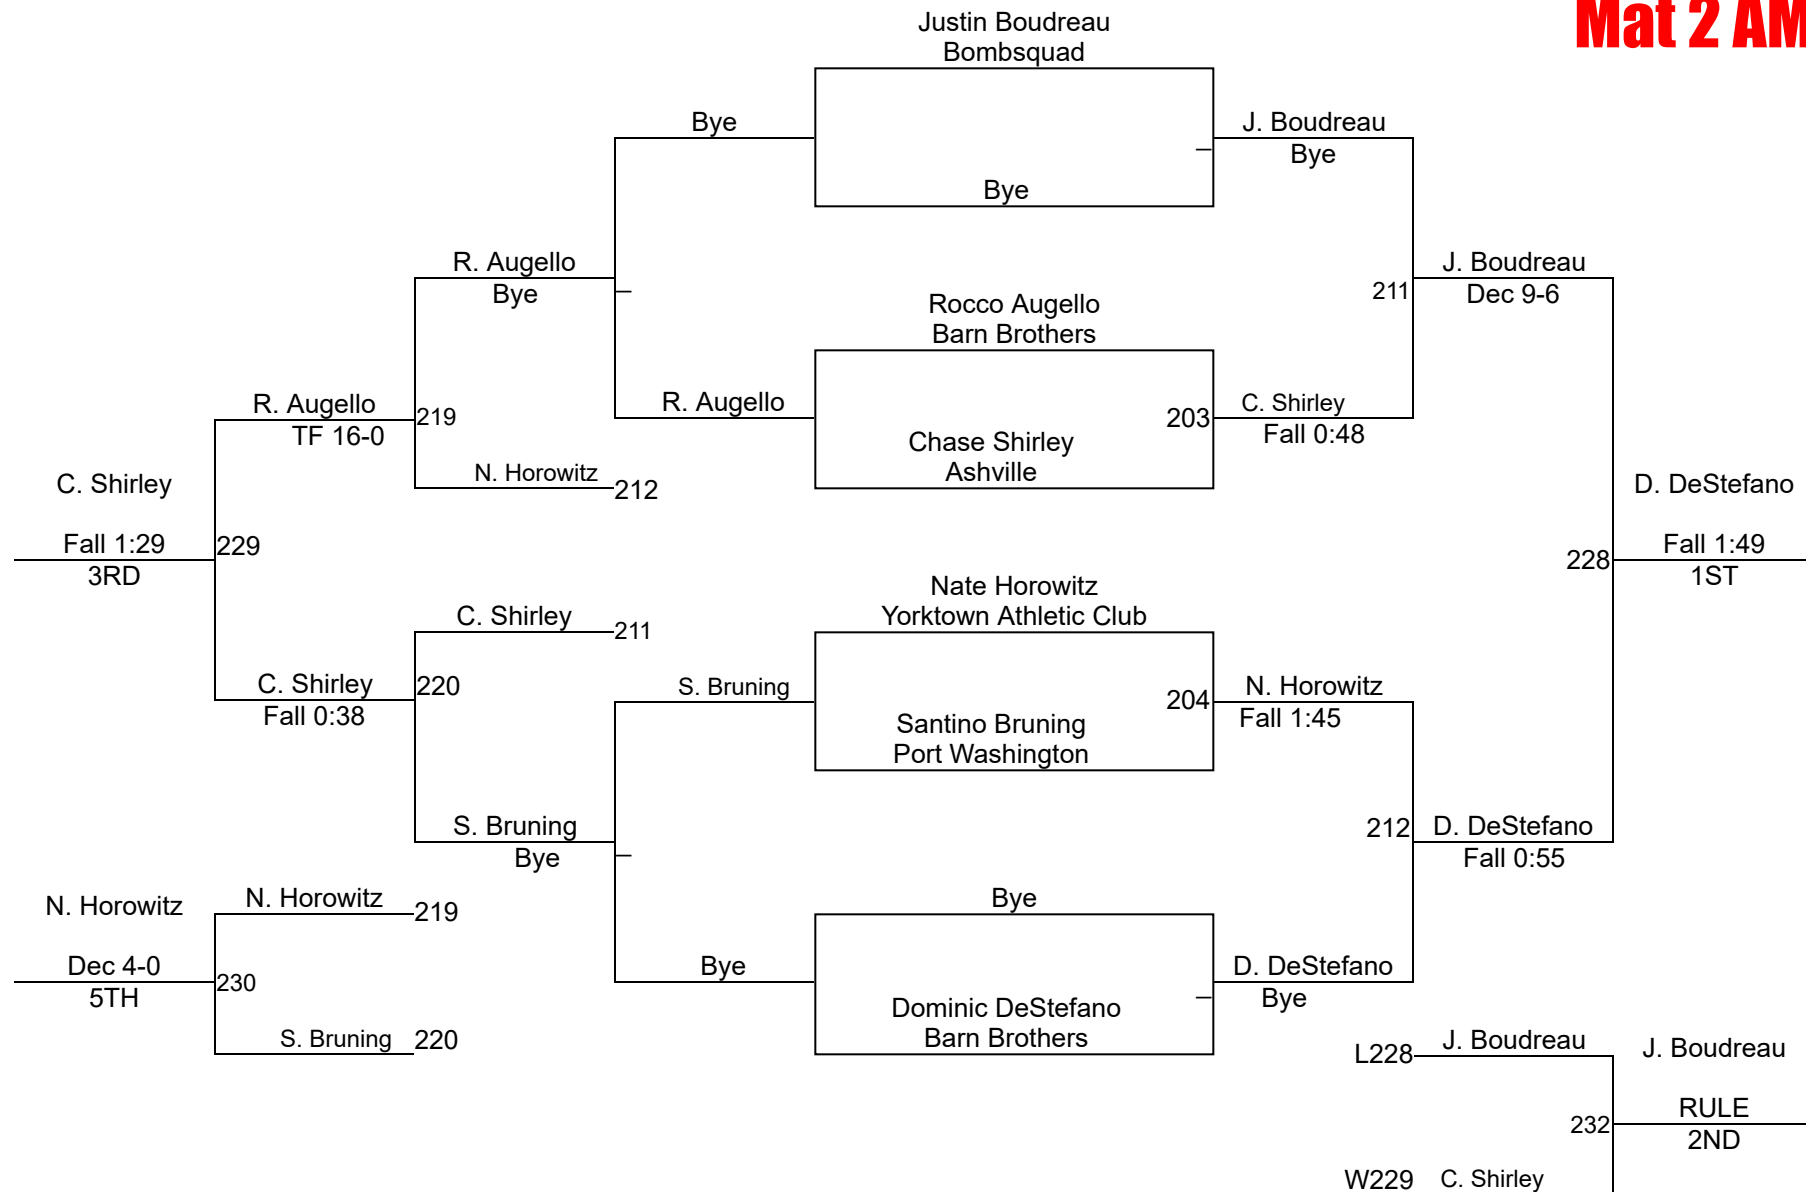 Mat 2 AM
Justin Boudreau
Bombsquad
Bye
J. Boudreau
Bye
Bye
R. Augello
Bye
J. Boudreau
Dec 9-6
211
Rocco Augello
Barn Brothers
R. Augello
TF 16-0
219
R. Augello
203
C. Shirley
Fall 0:48
Chase Shirley
Ashville
N. Horowitz
212
C. Shirley
Fall 1:29
3RD
229
D. DeStefano
Fall 1:49
1ST
228
Nate Horowitz
Yorktown Athletic Club
C. Shirley
211
C. Shirley
Fall 0:38
220
S. Bruning
204
N. Horowitz
Fall 1:45
Santino Bruning
Port Washington
S. Bruning
Bye
212
D. DeStefano
Fall 0:55
N. Horowitz
Dec 4-0
5TH
N. Horowitz
219
230
S. Bruning
220
Bye
Bye
D. DeStefano
Bye
Dominic DeStefano
Barn Brothers
L228
J. Boudreau
J. Boudreau
RULE
2ND
232
W229
C. Shirley